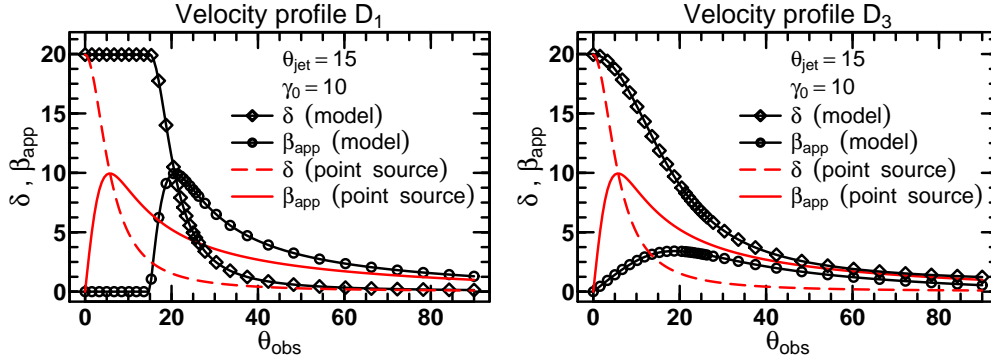 Velocity profile D₁
θjet = 15
γ₀ = 10
δ (model)
βapp (model)
δ (point source)
βapp (point source)
δ , βapp
20
15
10
5
0
0 20 40 60 80
θobs
Velocity profile D₃
θjet = 15
γ₀ = 10
δ (model)
βapp (model)
δ (point source)
βapp (point source)
δ , βapp
20
15
10
5
0
0 20 40 60 80
θobs